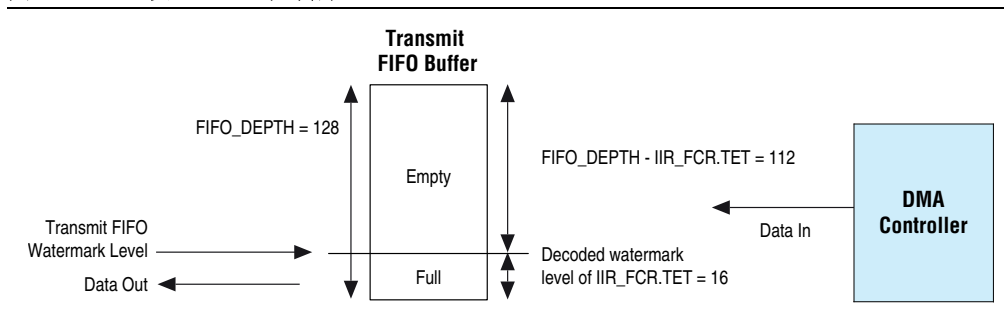 Transmit
FIFO Buffer
FIFO_DEPTH = 128
FIFO_DEPTH - IIR_FCR.TET = 112
Empty
DMA
Controller
Data In
Transmit FIFO
Watermark Level
Data Out
Full
Decoded watermark
level of IIR_FCR.TET = 16